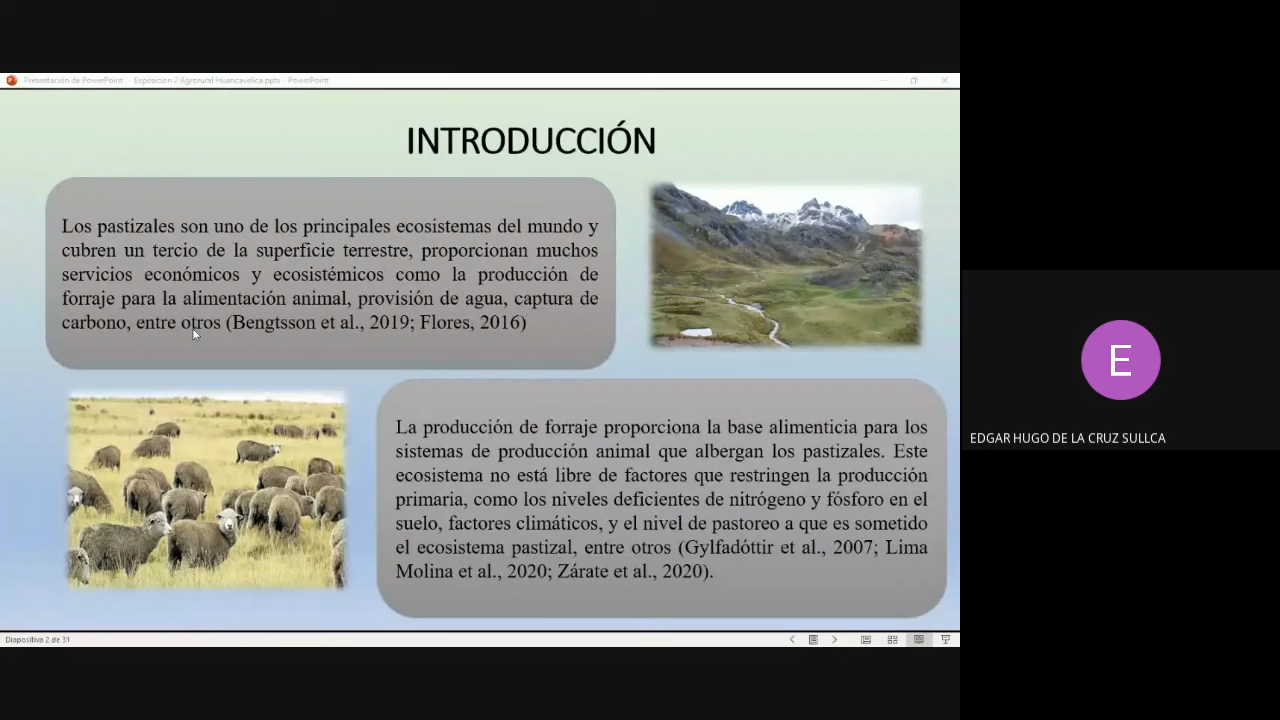 Presentación de PowerPoint - Exposicion 2 Agrorural Huancavelica.pptx - PowerPoint
INTRODUCCIÓN
Los pastizales son uno de los principales ecosistemas del mundo y
cubren un tercio de la superficie terrestre, proporcionan muchos
servicios económicos y ecosistémicos como la producción de
forraje para la alimentación animal, provisión de agua, captura de
carbono, entre otros (Bengtsson et al., 2019; Flores, 2016)
La producción de forraje proporciona la base alimenticia para los
sistemas de producción animal que albergan los pastizales. Este
ecosistema no está libre de factores que restringen la producción
primaria, como los niveles deficientes de nitrógeno y fósforo en el
suelo, factores climáticos, y el nivel de pastoreo a que es sometido
el ecosistema pastizal, entre otros (Gylfadóttir et al., 2007; Lima
Molina et al., 2020; Zárate et al., 2020).
Diapositiva 2 de 31
E
EDGAR HUGO DE LA CRUZ SULLCA